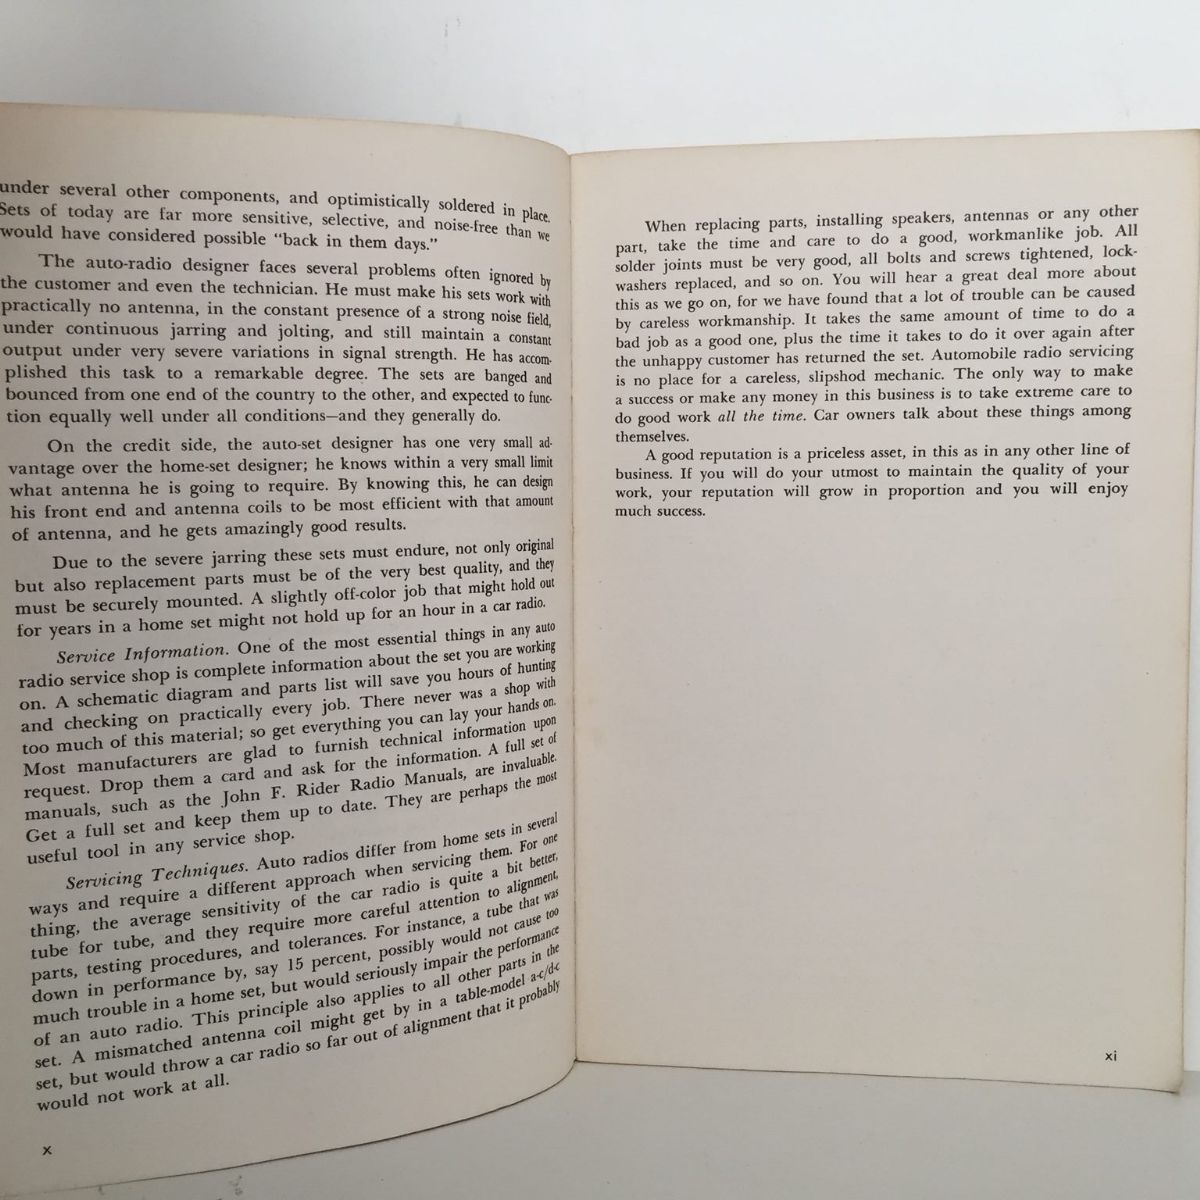 under several other components, and optimistically soldered in place.
Sets of today are far more sensitive, selective, and noise-free than we
would have considered possible “back in them days.”
The auto-radio designer faces several problems often ignored by
the customer and even the technician. He must make his sets work with
practically no antenna, in the constant presence of a strong noise field,
under continuous jarring and jolting, and still maintain a constant
output under very severe variations in signal strength. He has accom-
plished this task to a remarkable degree. The sets are banged and
bounced from one end of the country to the other, and expected to func-
tion equally well under all conditions—and they generally do.
On the credit side, the auto-set designer has one very small ad-
vantage over the home-set designer; he knows within a very small limit
what antenna he is going to require. By knowing this, he can design
his front end and antenna coils to be most efficient with that amount
of antenna, and he gets amazingly good results.
Due to the severe jarring these sets must endure, not only original
but also replacement parts must be of the very best quality, and they
must be securely mounted. A slightly off-color job that might hold out
for years in a home set might not hold up for an hour in a car radio.
Service Information. One of the most essential things in any auto
radio service shop is complete information about the set you are working
on. A schematic diagram and parts list will save you hours of hunting
and checking on practically every job. There never was a shop with
too much of this material; so get everything you can lay your hands on.
Most manufacturers are glad to furnish technical information upon
request. Drop them a card and ask for the information. A full set of
manuals, such as the John F. Rider Radio Manuals, are invaluable.
Get a full set and keep them up to date. They are perhaps the most
useful tool in any service shop.
Servicing Techniques. Auto radios differ from home sets in several
ways and require a different approach when servicing them. For one
thing, the average sensitivity of the car radio is quite a bit better,
tube for tube, and they require more careful attention to alignment,
parts, testing procedures, and tolerances. For instance, a tube that was
down in performance by, say 15 percent, possibly would not cause too
much trouble in a home set, but would seriously impair the performance
of an auto radio. This principle also applies to all other parts in the
set. A mismatched antenna coil might get by in a table-model a-c/d-c
set, but would throw a car radio so far out of alignment that it probably
would not work at all.
x
When replacing parts, installing speakers, antennas or any other
part, take the time and care to do a good, workmanlike job. All
solder joints must be very good, all bolts and screws tightened, lock-
washers replaced, and so on. You will hear a great deal more about
this as we go on, for we have found that a lot of trouble can be caused
by careless workmanship. It takes the same amount of time to do a
bad job as a good one, plus the time it takes to do it over again after
the unhappy customer has returned the set. Automobile radio servicing
is no place for a careless, slipshod mechanic. The only way to make
a success or make any money in this business is to take extreme care to
do good work all the time. Car owners talk about these things among
themselves.
A good reputation is a priceless asset, in this as in any other line of
business. If you will do your utmost to maintain the quality of your
work, your reputation will grow in proportion and you will enjoy
much success.
xi